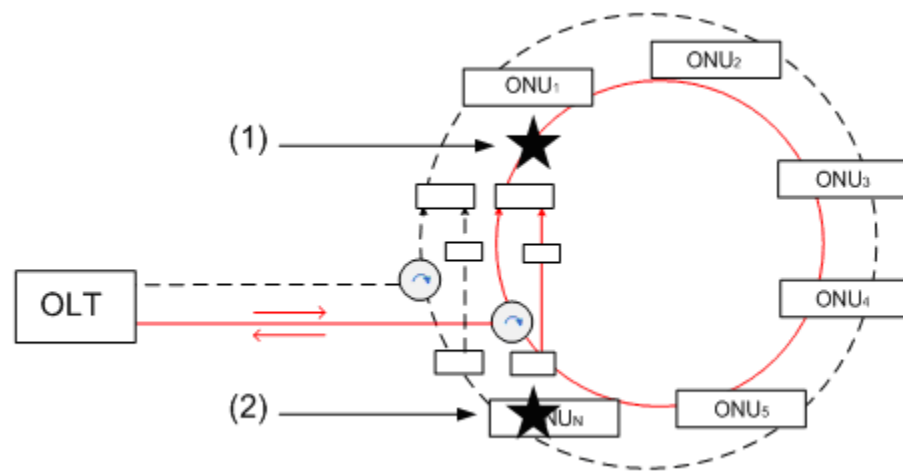 ONU₁
ONU₂
(1)
ONU₃
OLT
ONU₄
(2)
NUₙ
ONU₅